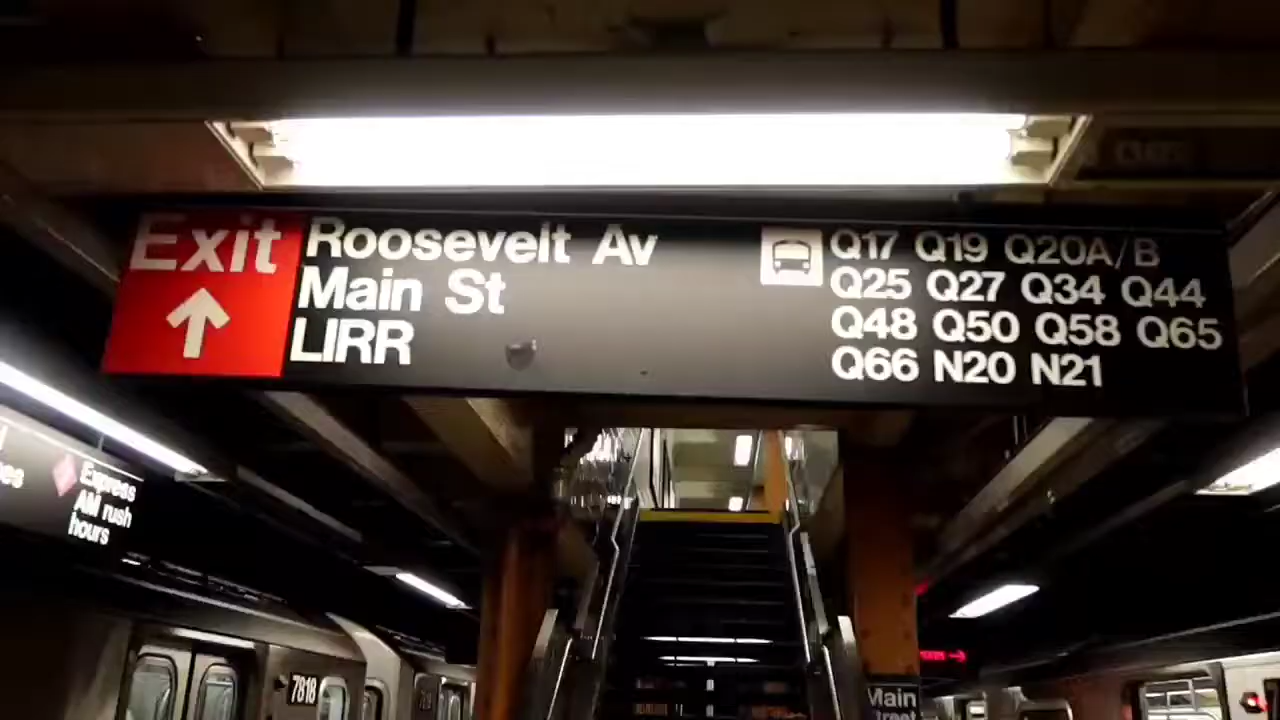 Exit
Roosevelt Av
Main St
LIRR
Q17 Q19 Q20A/B
Q25 Q27 Q34 Q44
Q48 Q50 Q58 Q65
Q66 N20 N21
Express
AM rush
hours
7818
Main
Street